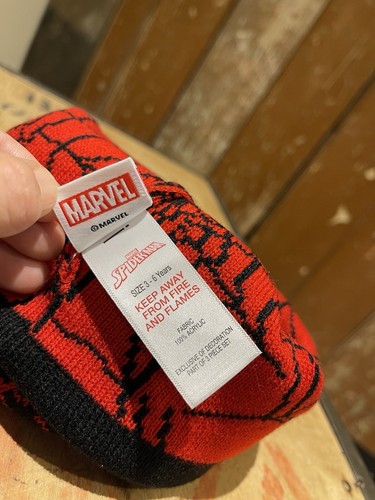 MARVEL
© MARVEL
SPIDER-MAN
SIZE 3 - 6 Years
KEEP AWAY
FROM FIRE
AND FLAMES
FABRIC
100% ACRYLIC
EXCLUSIVE OF DECORATION
PART OF 3 PIECE SET